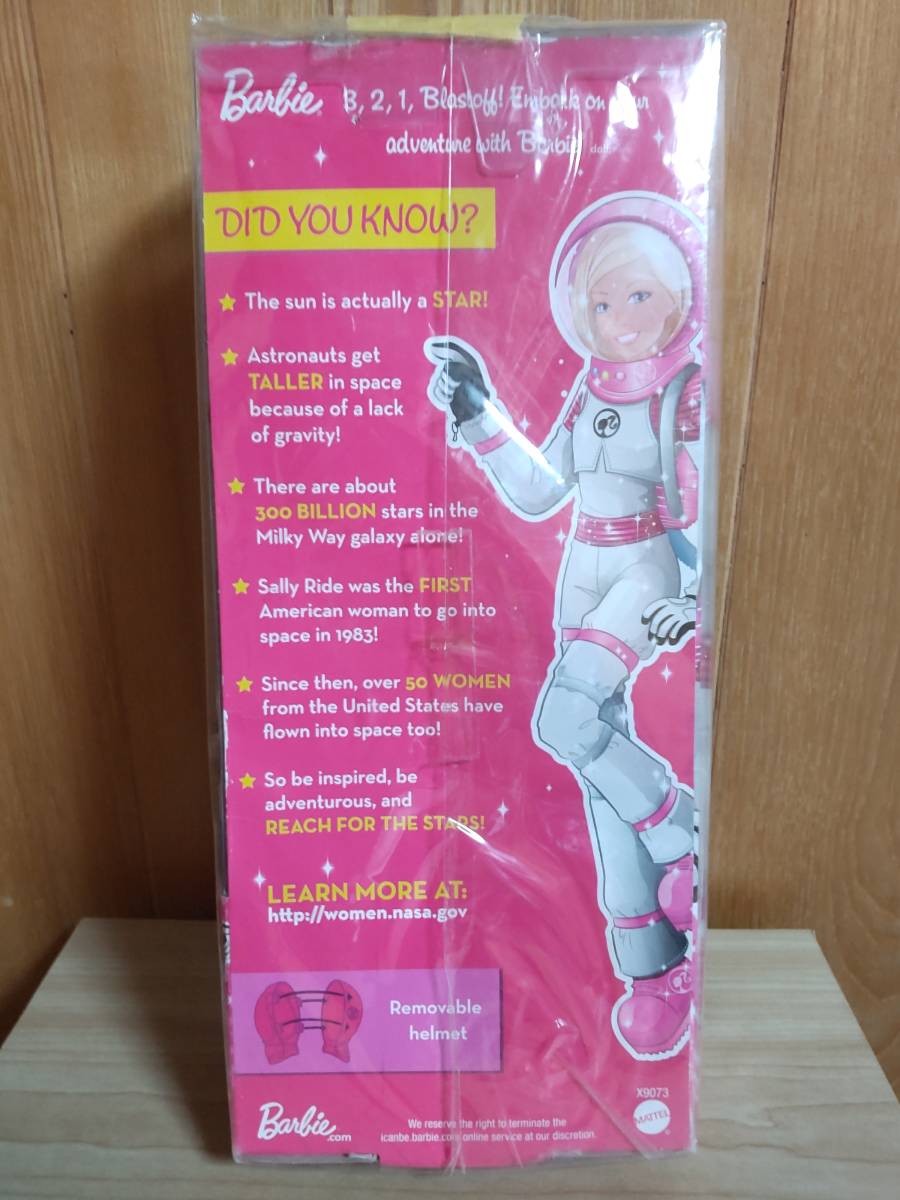 Barbie 3, 2, 1, Blastoff! Embark on your
adventure with Barbie
DID YOU KNOW?
The sun is actually a STAR!
Astronauts get
TALLER in space
because of a lack
of gravity!
There are about
300 BILLION stars in the
Milky Way galaxy alone!
Sally Ride was the FIRST
American woman to go into
space in 1983!
Since then, over 50 WOMEN
from the United States have
flown into space too!
So be inspired, be
adventurous, and
REACH FOR THE STARS!
LEARN MORE AT:
http://women.nasa.gov
Removable
helmet
X9073
MATTEL
Barbie.com
We reserve the right to terminate the
icanbe.barbie.com online service at our discretion.